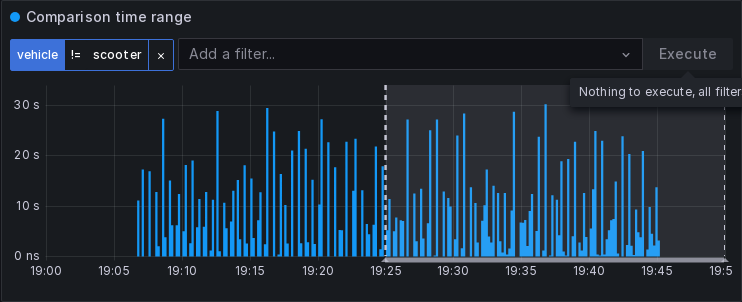 Comparison time range
vehicle != scooter × Add a filter... Execute
Nothing to execute, all filter
30 s
20 s
10 s
0 ns
19:00 19:05 19:10 19:15 19:20 19:25 19:30 19:35 19:40 19:45 19:5